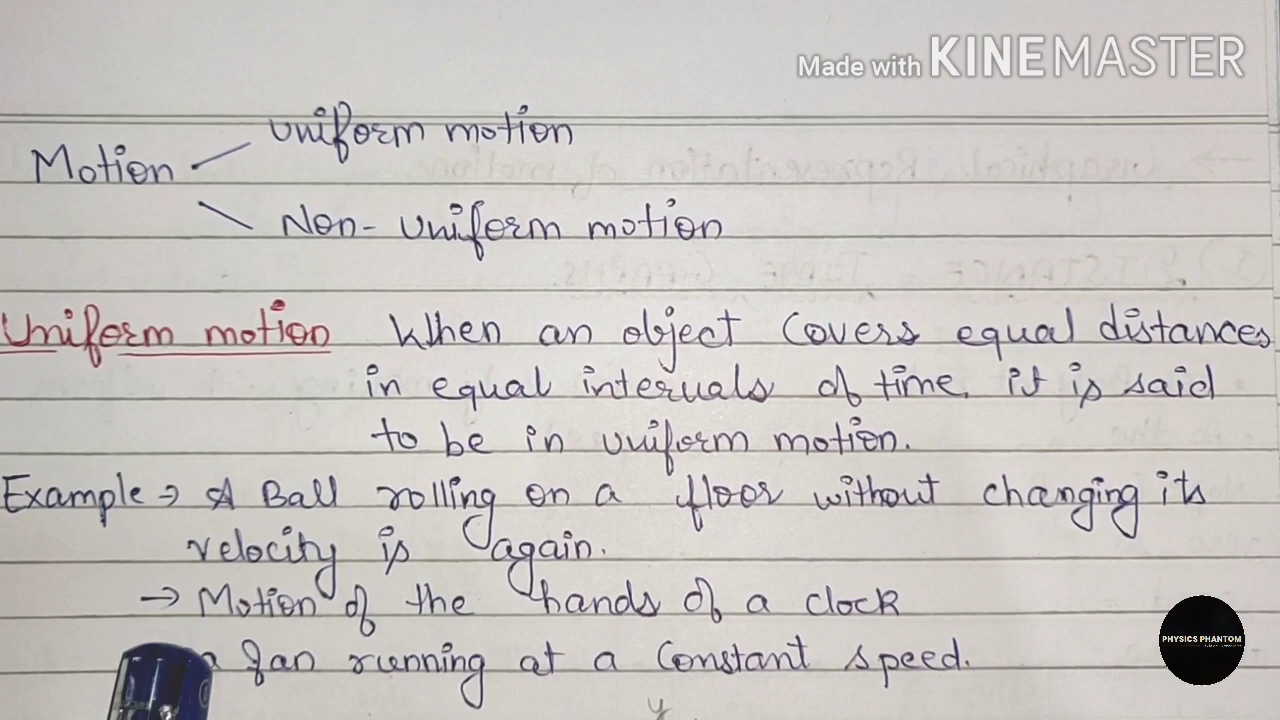 Made with KINEMASTER
Uniform motion
Motion
Non-Uniform motion
Uniform motion When an object Covers equal distances
in equal intervals of time, it is said
to be in uniform motion.
Example → A Ball rolling on a floor without changing its
velocity is again.
→ Motion of the hands of a clock
a fan running at a constant speed.
PHYSICS PHANTOM